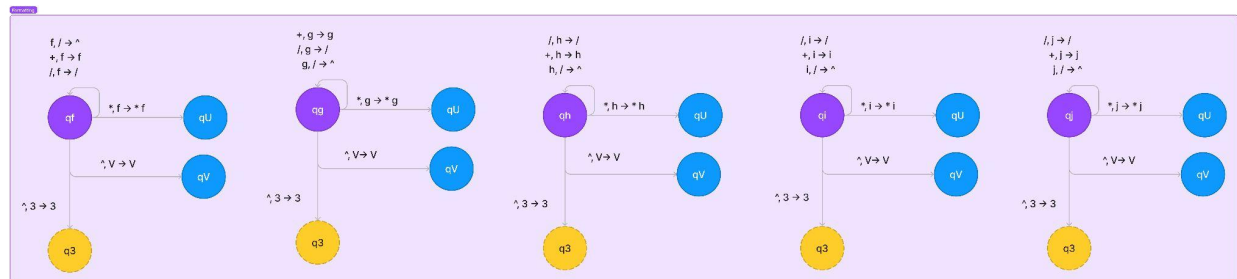 Formatting
f, / → ^
+, f → f
/, f → /
*, f → * f
qf
qU
^, V → V
qV
^, 3 → 3
q3
+, g → g
/, g → /
g, / → ^
*, g → * g
qg
qU
^, V → V
qV
^, 3 → 3
q3
/, h → /
+, h → h
h, / → ^
*, h → * h
qh
qU
^, V → V
qV
^, 3 → 3
q3
/, i → /
+, i → i
i, / → ^
*, i → * i
qi
qU
^, V → V
qV
^, 3 → 3
q3
/, j → /
+, j → j
j, / → ^
*, j → * j
qj
qU
^, V → V
qV
^, 3 → 3
q3